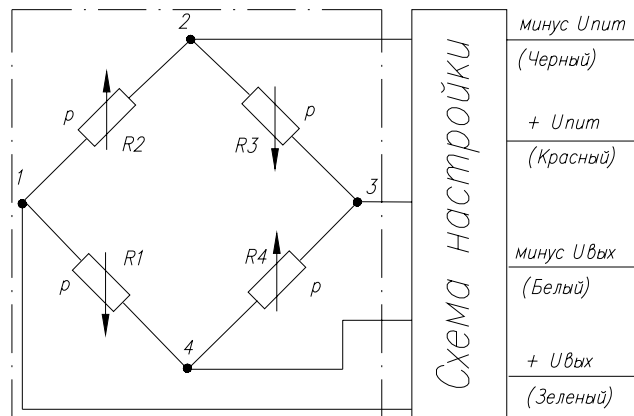 2
минус Uпит
(Черный)
p
R2
R3
p
+ Uпит
(Красный)
1
3
Схема настройки
R1
R4
p
p
минус Uвых
(Белый)
4
+ Uвых
(Зеленый)